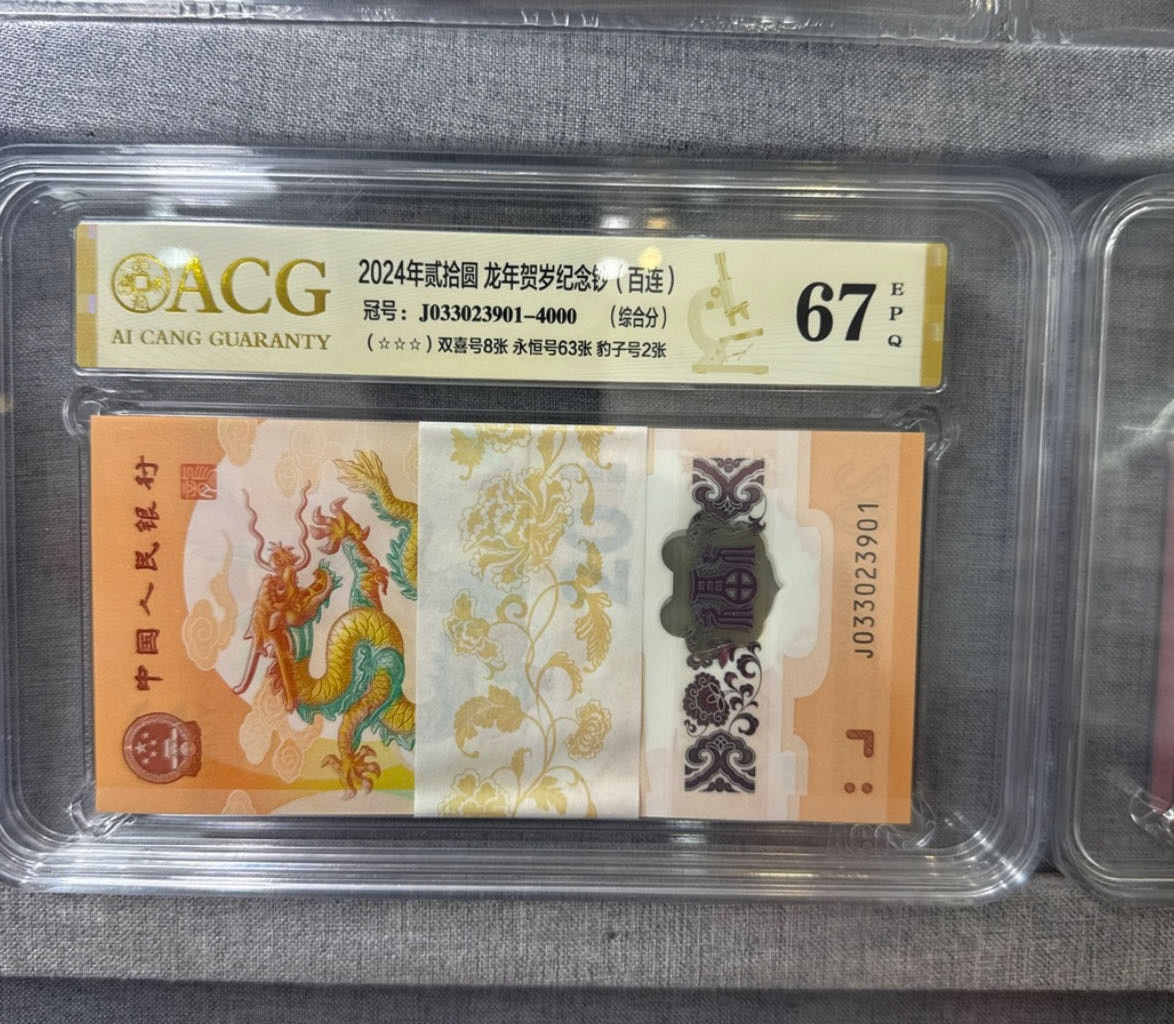 ACG
AI CANG GUARANTY
2024年贰拾圆 龙年贺岁纪念钞（百连）
冠号：J033023901-4000 （综合分）
（☆☆☆）双喜号8张 永恒号63张 豹子号2张
67
EPQ
中国人民银行
福
J033023901